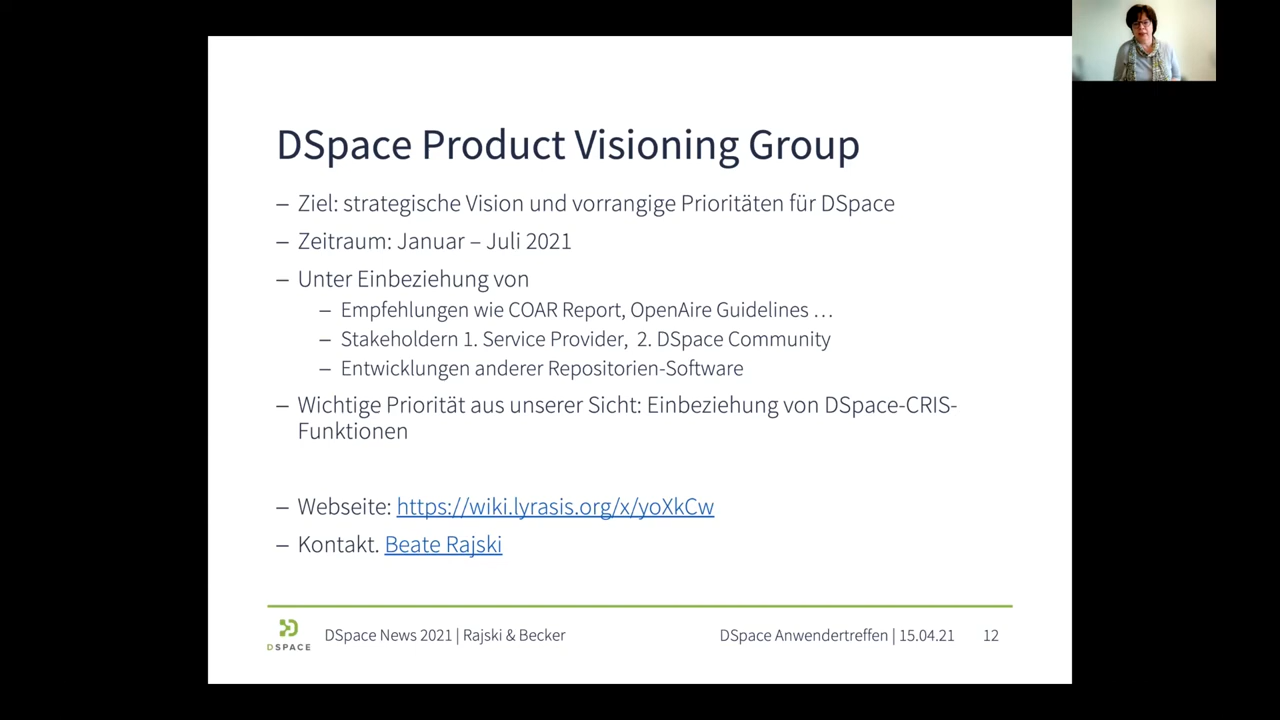 DSpace Product Visioning Group
– Ziel: strategische Vision und vorrangige Prioritäten für DSpace
– Zeitraum: Januar – Juli 2021
– Unter Einbeziehung von
– Empfehlungen wie COAR Report, OpenAire Guidelines …
– Stakeholdern 1. Service Provider, 2. DSpace Community
– Entwicklungen anderer Repositorien-Software
– Wichtige Priorität aus unserer Sicht: Einbeziehung von DSpace-CRIS-
Funktionen
– Webseite: https://wiki.lyrasis.org/x/yoXkCw
– Kontakt. Beate Rajski
DSPACE
DSpace News 2021 | Rajski & Becker
DSpace Anwendertreffen | 15.04.21 12